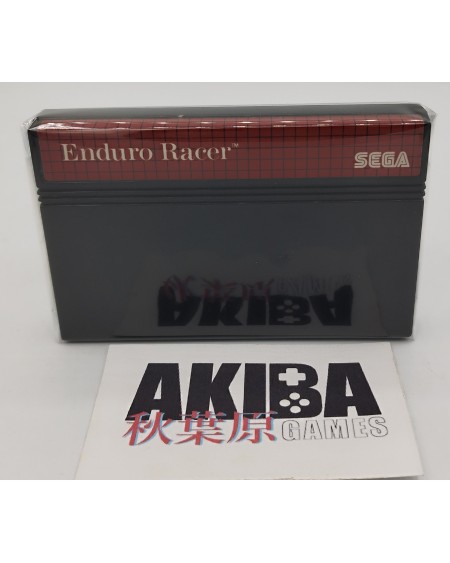 Enduro Racer™
SEGA
AKIBA
秋葉原 GAMES